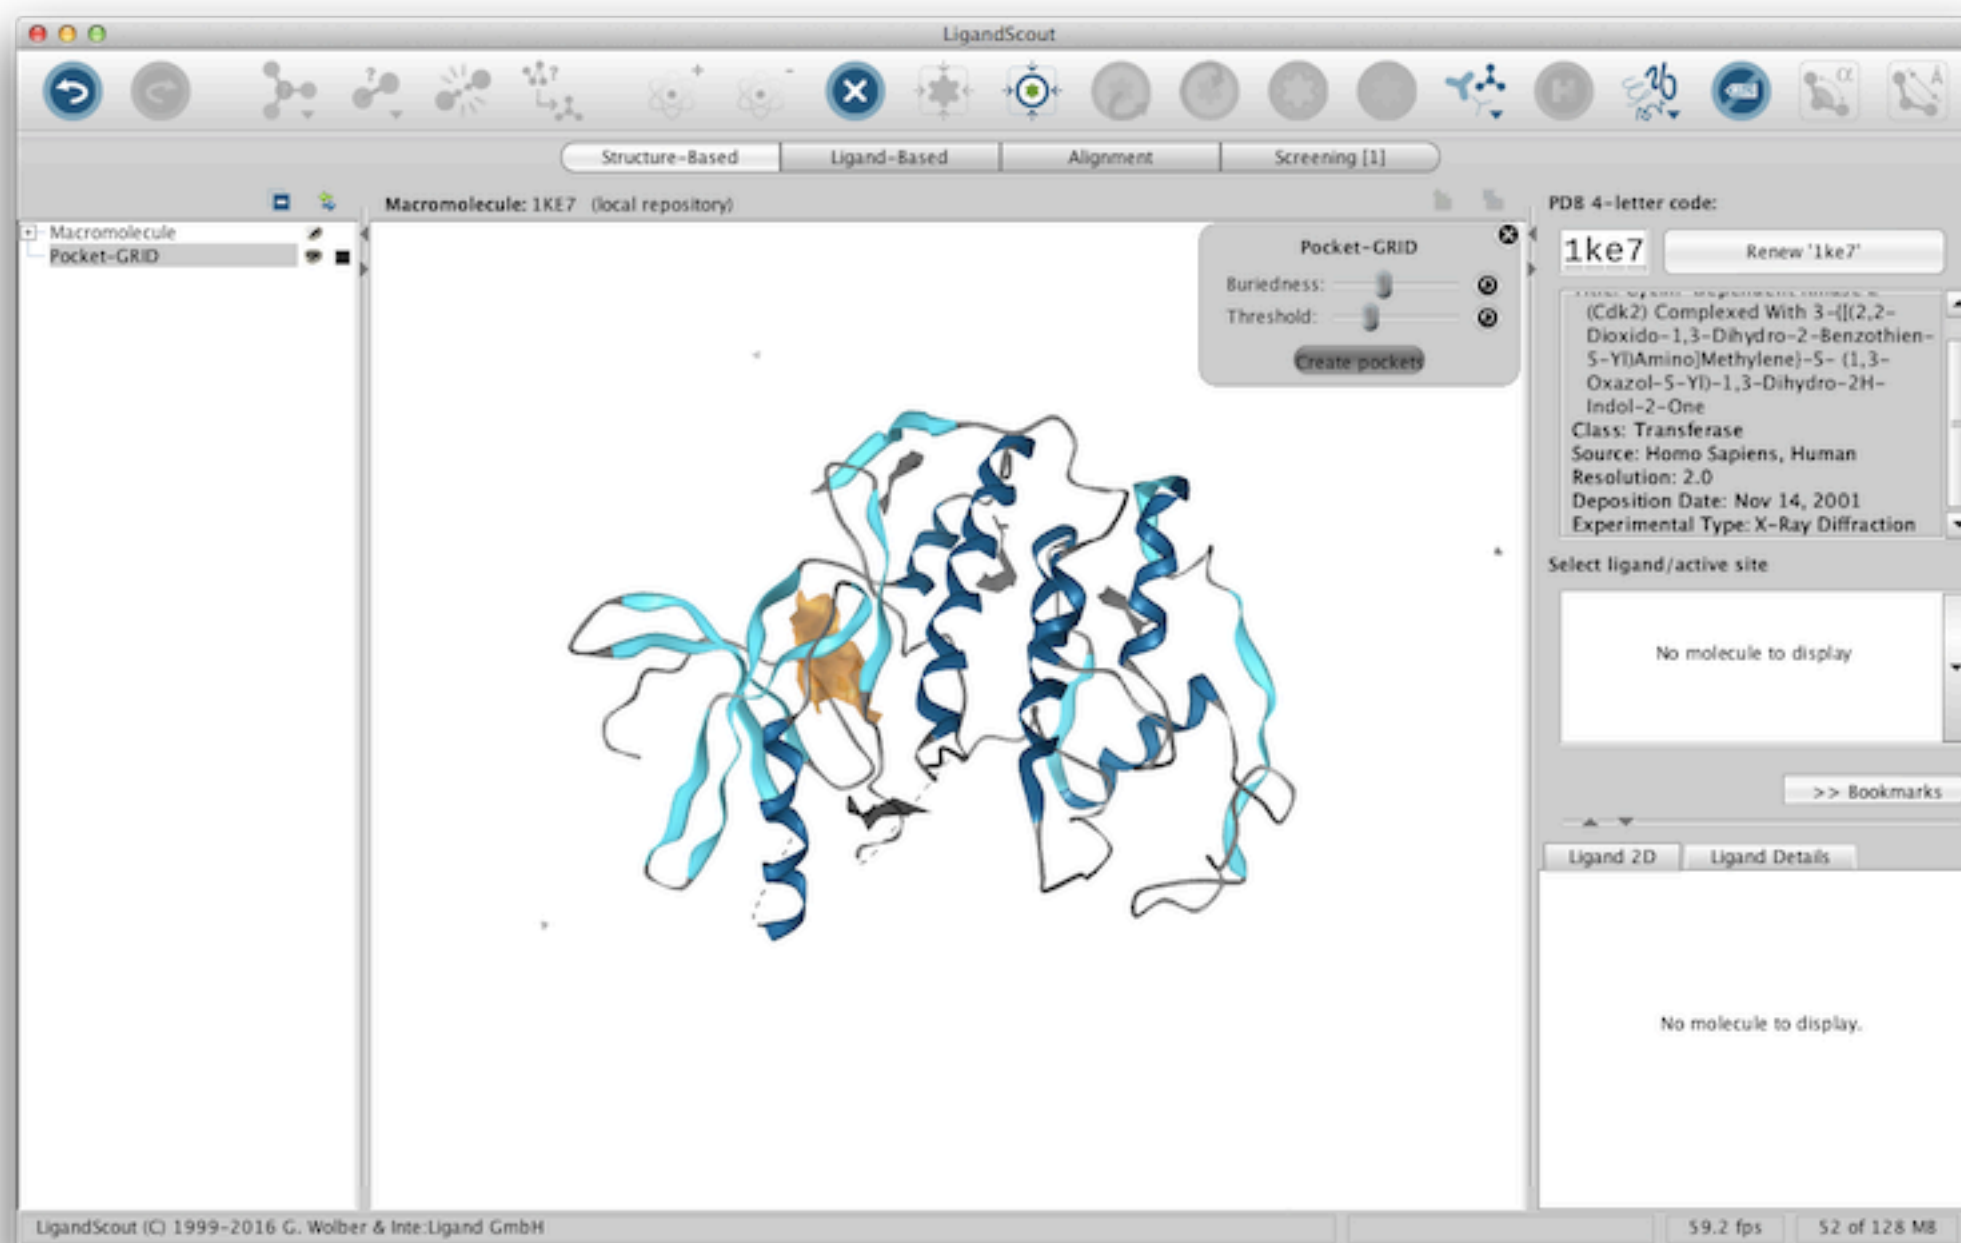 LigandScout
Structure-Based
Ligand-Based
Alignment
Screening [1]
Macromolecule
Pocket-GRID
Macromolecule: 1KE7 (local repository)
Pocket-GRID
Buriedness:
Threshold:
Create pockets
PDB 4-letter code:
1ke7
Renew '1ke7'
(Cdk2) Complexed With 3-{[(2,2-
Dioxido-1,3-Dihydro-2-Benzothien-
5-Yl)Amino]Methylene}-5- (1,3-
Oxazol-5-Yl)-1,3-Dihydro-2H-
Indol-2-One
Class: Transferase
Source: Homo Sapiens, Human
Resolution: 2.0
Deposition Date: Nov 14, 2001
Experimental Type: X-Ray Diffraction
Select ligand/active site
No molecule to display
>> Bookmarks
Ligand 2D
Ligand Details
No molecule to display.
LigandScout (C) 1999-2016 G. Wolber & Inte:Ligand GmbH
59.2 fps
52 of 128 MB